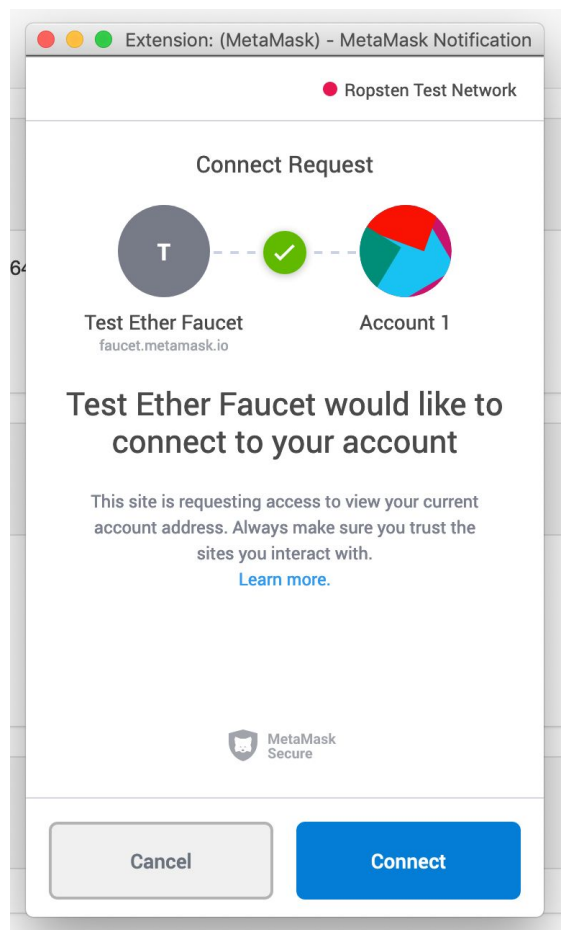 Extension: (MetaMask) - MetaMask Notification
Ropsten Test Network
Connect Request
T
Test Ether Faucet
faucet.metamask.io
Account 1
64
Test Ether Faucet would like to
connect to your account
This site is requesting access to view your current
account address. Always make sure you trust the
sites you interact with.
Learn more.
MetaMask
Secure
Cancel
Connect